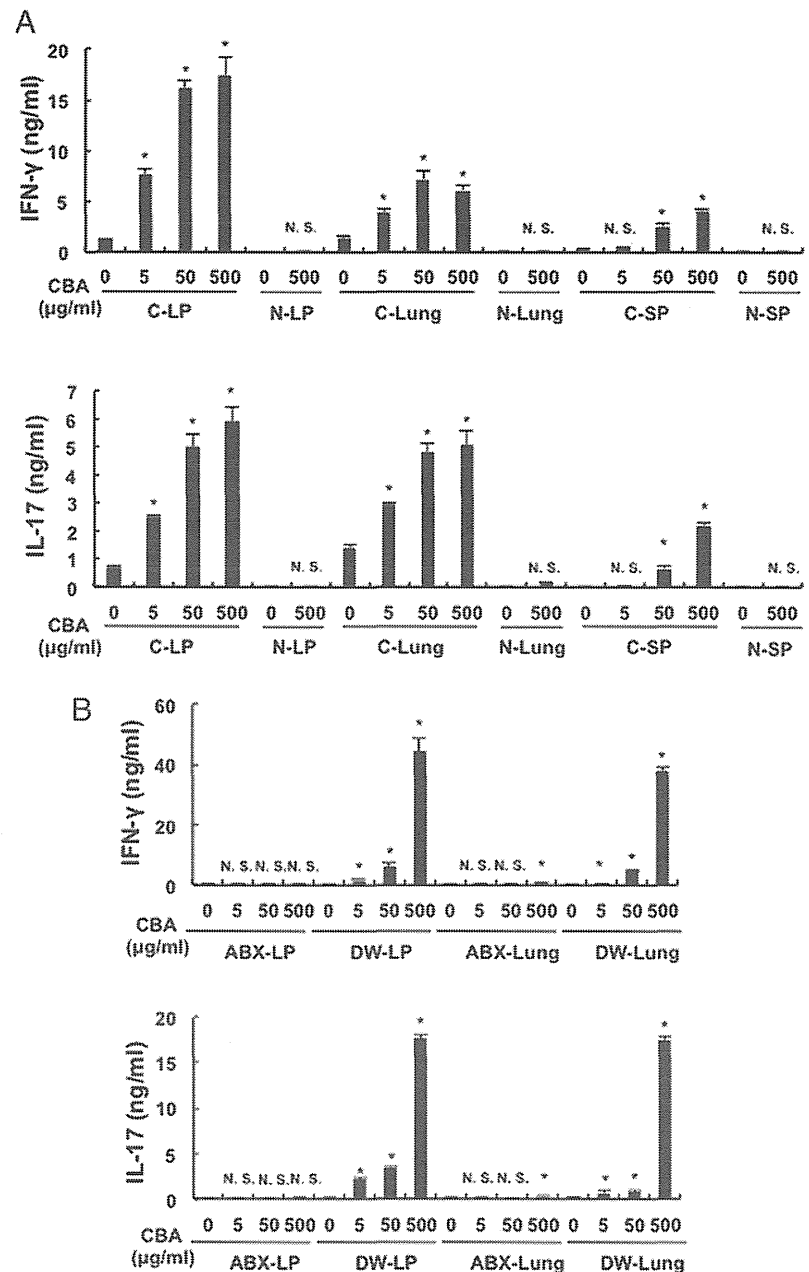 A
IFN-γ (ng/ml)
20
15
10
5
0
* * * * * * N. S. N. S. N. S. * * N. S.
0 5 50 500 0 500 0 5 50 500 0 500 0 5 50 500 0 500
CBA (μg/ml)
C-LP N-LP C-Lung N-Lung C-SP N-SP
IL-17 (ng/ml)
7
6
5
4
3
2
1
0
* * * N. S. * * * N. S. N. S. * * N. S.
0 5 50 500 0 500 0 5 50 500 0 500 0 5 50 500 0 500
CBA (μg/ml)
C-LP N-LP C-Lung N-Lung C-SP N-SP
B
IFN-γ (ng/ml)
60
40
20
0
N. S. N. S. N. S. * * * N. S. N. S. * * * *
0 5 50 500 0 5 50 500 0 5 50 500 0 5 50 500
CBA (μg/ml)
ABX-LP DW-LP ABX-Lung DW-Lung
IL-17 (ng/ml)
20
15
10
5
0
N. S. N. S. N. S. * * * N. S. N. S. * * * *
0 5 50 500 0 5 50 500 0 5 50 500 0 5 50 500
CBA (μg/ml)
ABX-LP DW-LP ABX-Lung DW-Lung